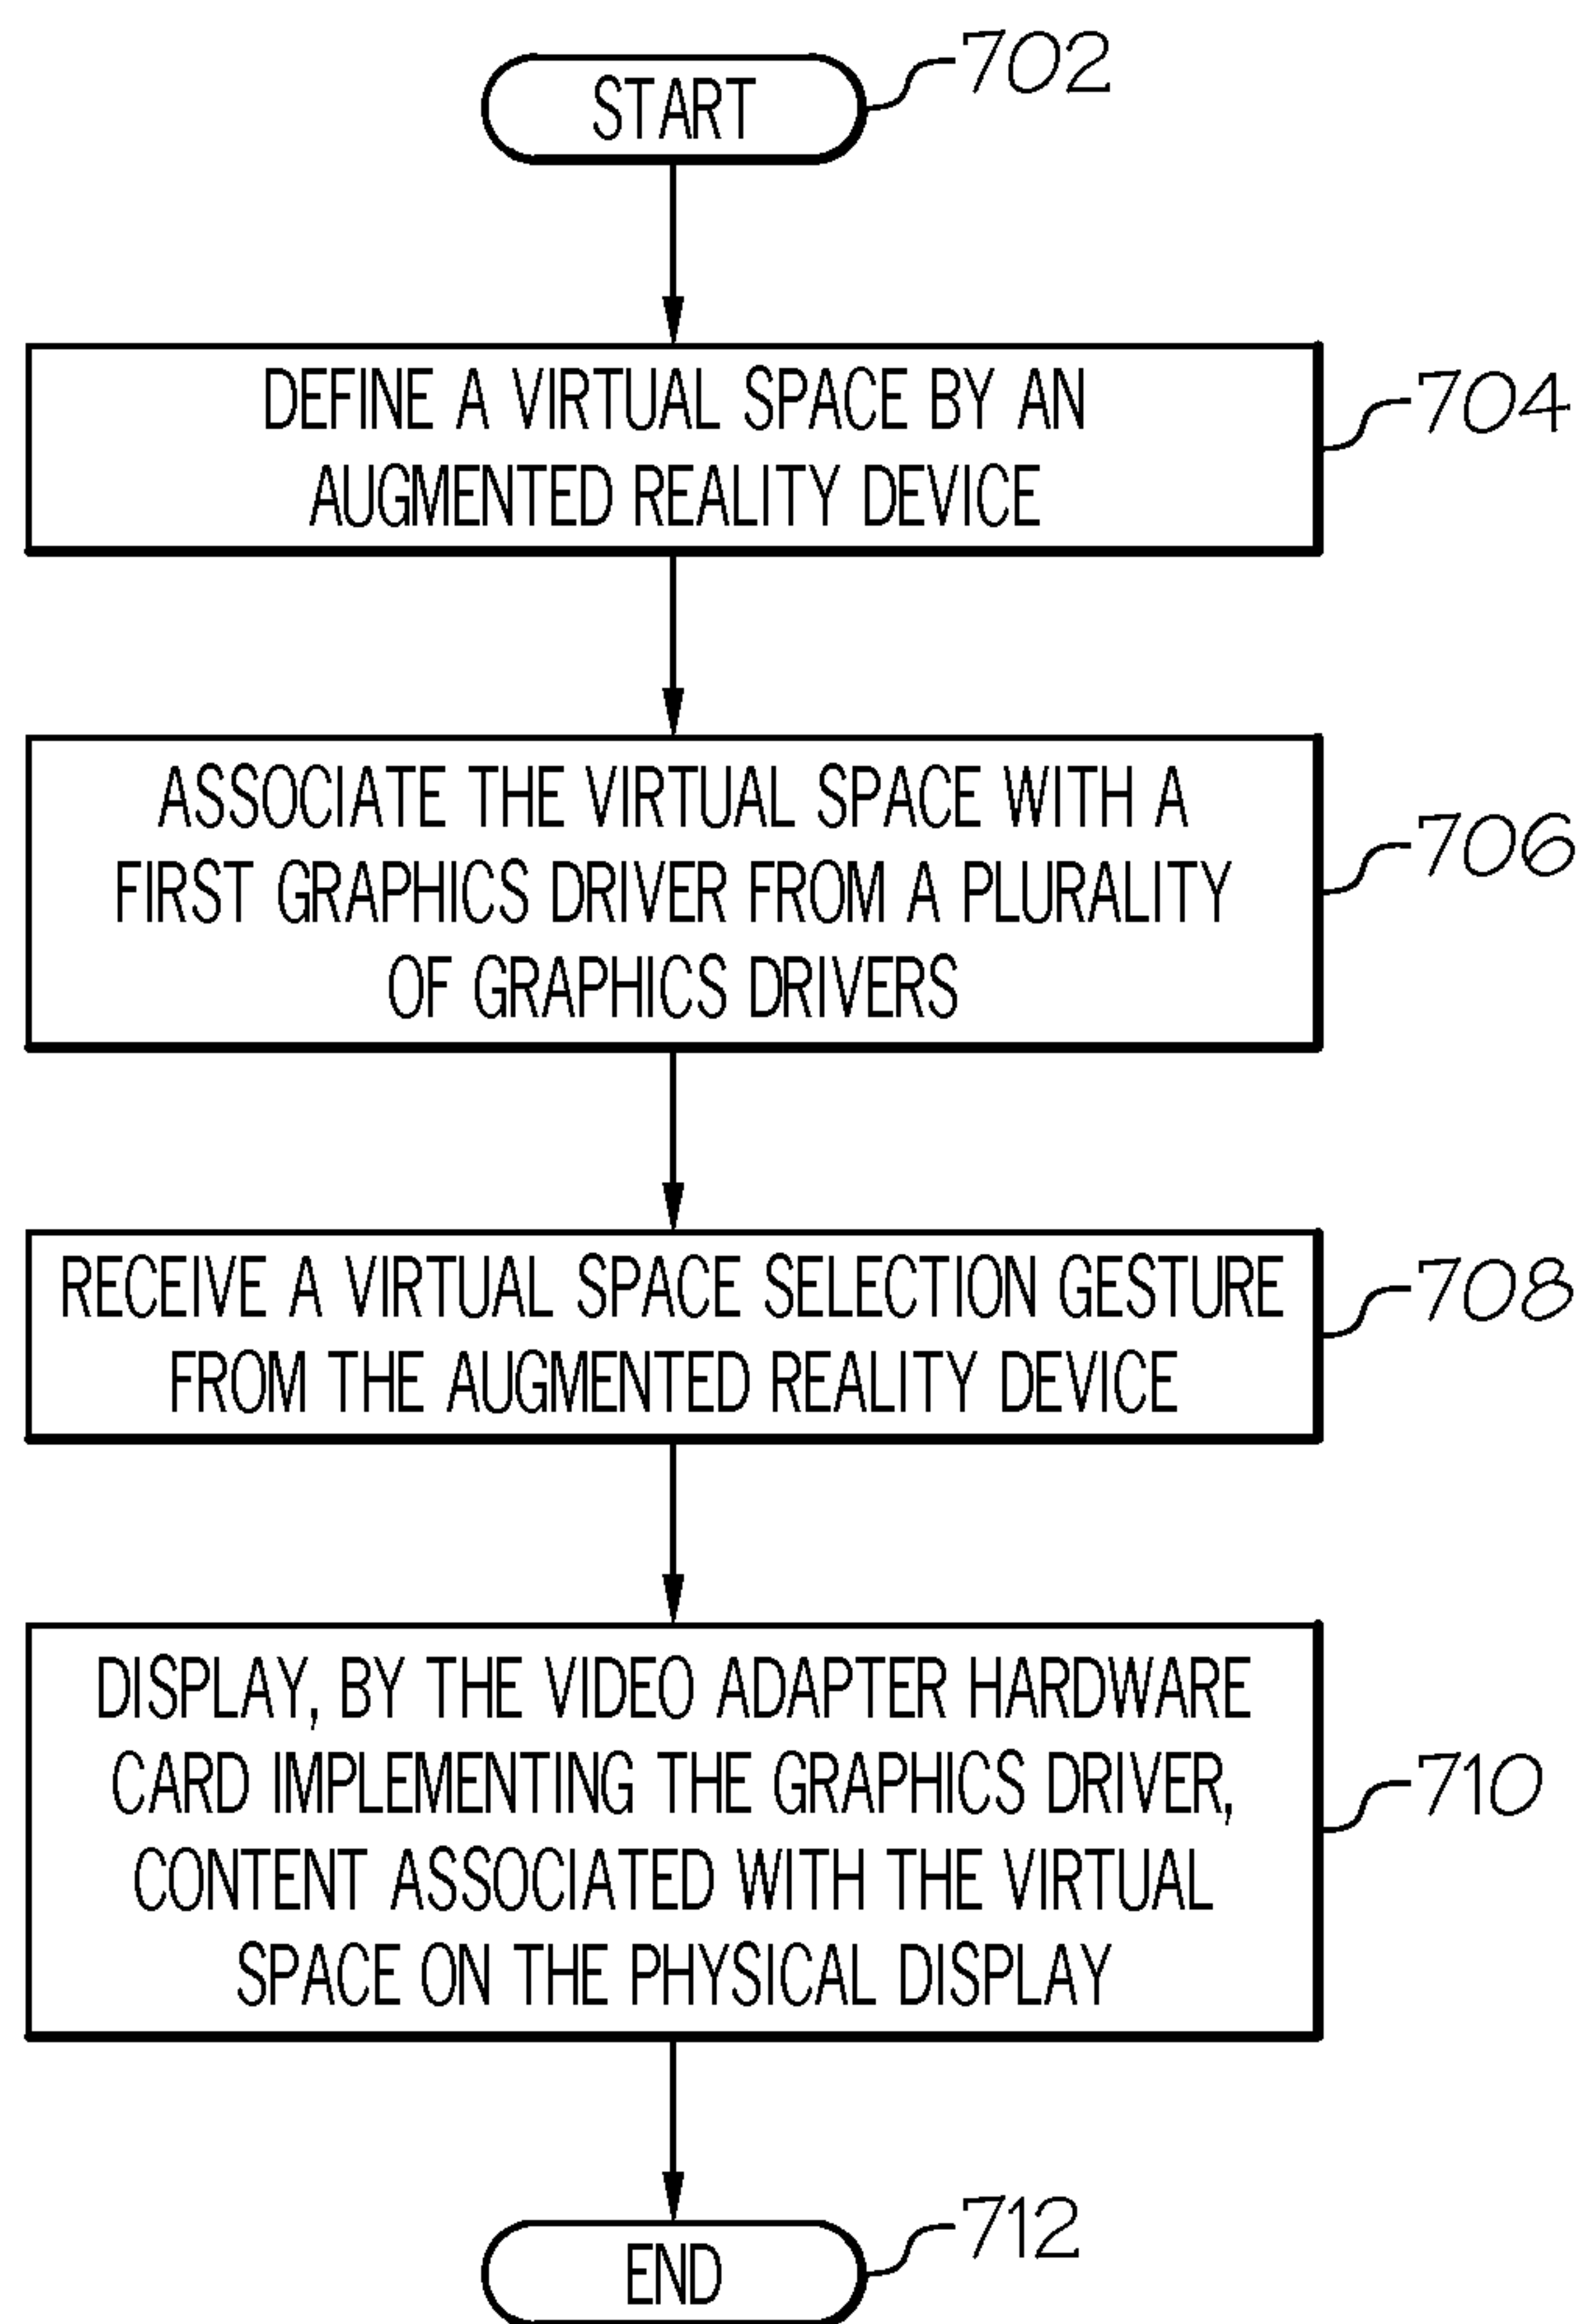 START
702
DEFINE A VIRTUAL SPACE BY AN
AUGMENTED REALITY DEVICE
704
ASSOCIATE THE VIRTUAL SPACE WITH A
FIRST GRAPHICS DRIVER FROM A PLURALITY
OF GRAPHICS DRIVERS
706
RECEIVE A VIRTUAL SPACE SELECTION GESTURE
FROM THE AUGMENTED REALITY DEVICE
708
DISPLAY, BY THE VIDEO ADAPTER HARDWARE
CARD IMPLEMENTING THE GRAPHICS DRIVER,
CONTENT ASSOCIATED WITH THE VIRTUAL
SPACE ON THE PHYSICAL DISPLAY
710
END
712